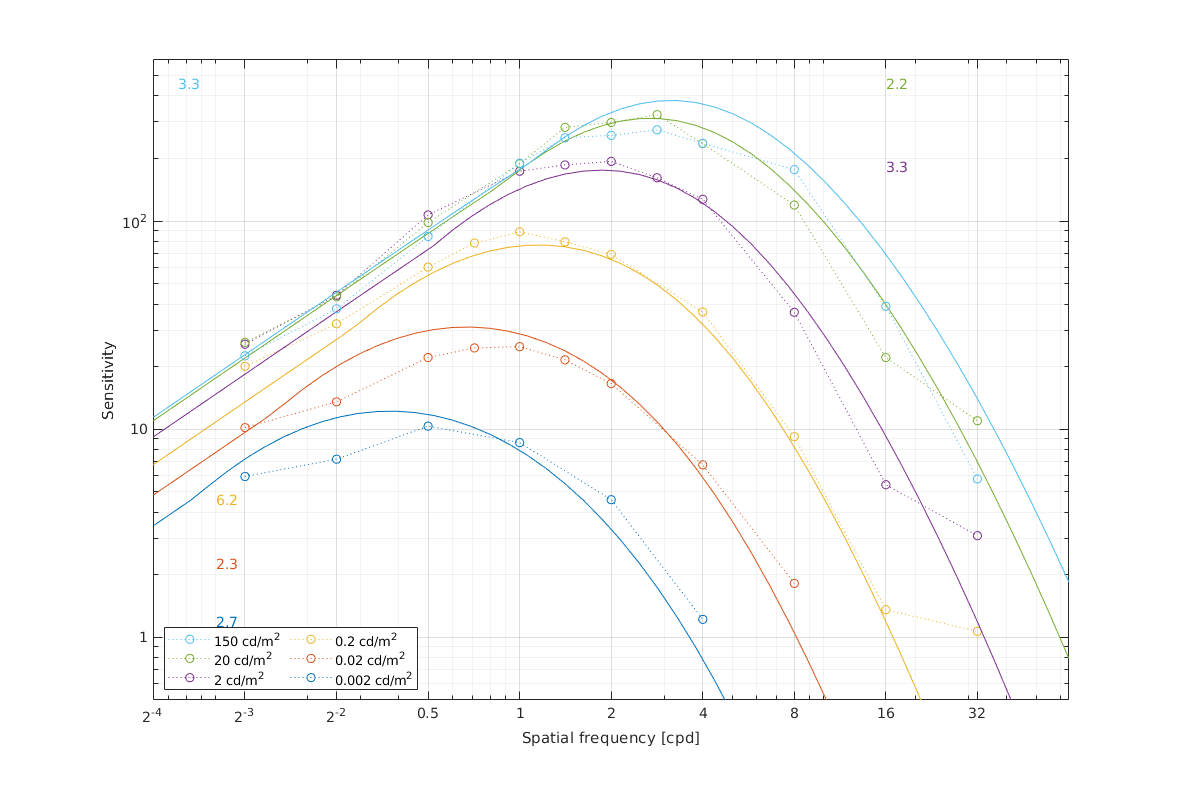 3.3
2.2
3.3
10²
Sensitivity
10
6.2
2.3
2.7
1
150 cd/m² 0.2 cd/m²
20 cd/m² 0.02 cd/m²
2 cd/m² 0.002 cd/m²
2⁻⁴ 2⁻³ 2⁻² 0.5 1 2 4 8 16 32
Spatial frequency [cpd]